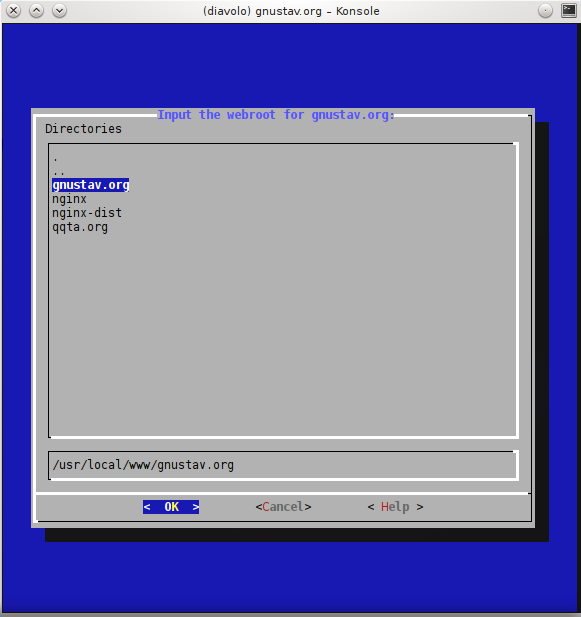 (diavolo) gnustav.org – Konsole
Input the webroot for gnustav.org:
Directories
.
..
gnustav.org
nginx
nginx-dist
qqta.org
/usr/local/www/gnustav.org
< OK > <Cancel> < Help >